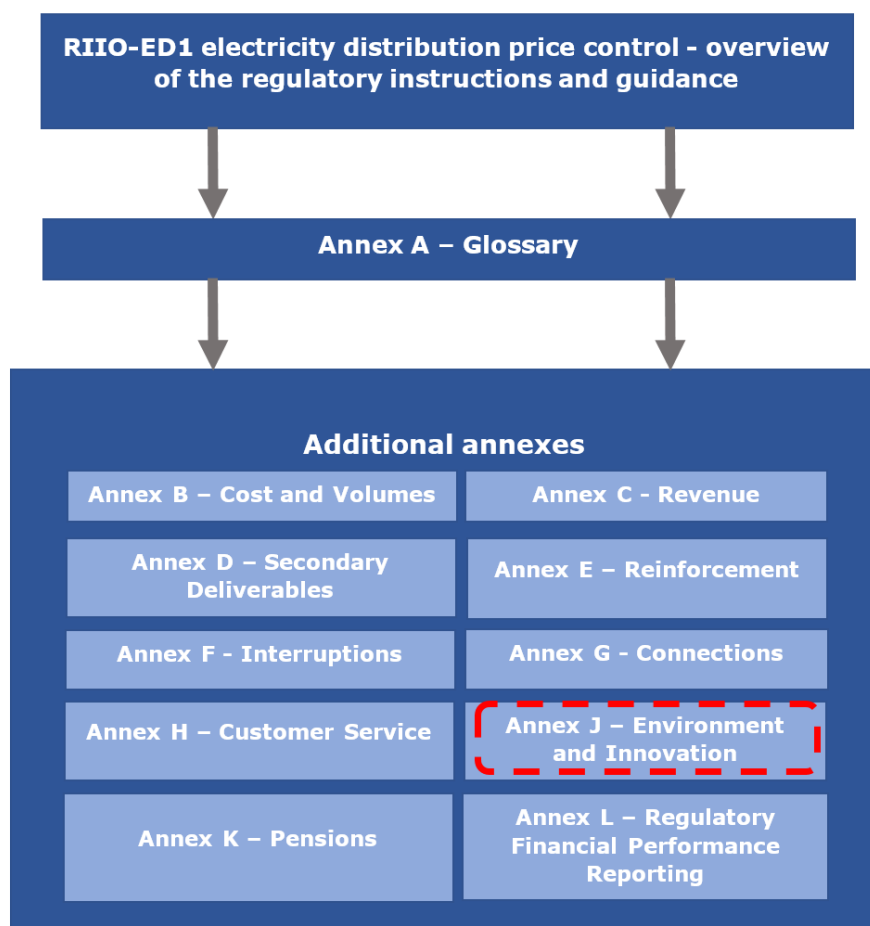 RIIO-ED1 electricity distribution price control - overview
of the regulatory instructions and guidance
Annex A – Glossary
Additional annexes
Annex B – Cost and Volumes
Annex C - Revenue
Annex D – Secondary
Deliverables
Annex E – Reinforcement
Annex F - Interruptions
Annex G - Connections
Annex H – Customer Service
Annex J – Environment
and Innovation
Annex K – Pensions
Annex L – Regulatory
Financial Performance
Reporting